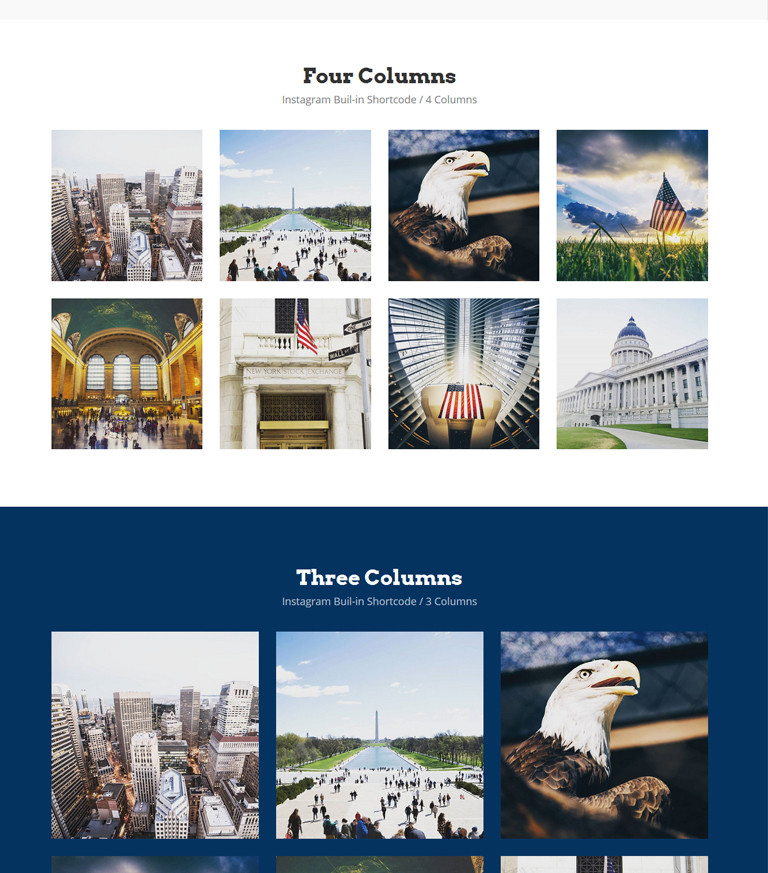 Four Columns
Instagram Buil-in Shortcode / 4 Columns
WALL
NEW YORK STOCK EXCHANGE
Three Columns
Instagram Buil-in Shortcode / 3 Columns